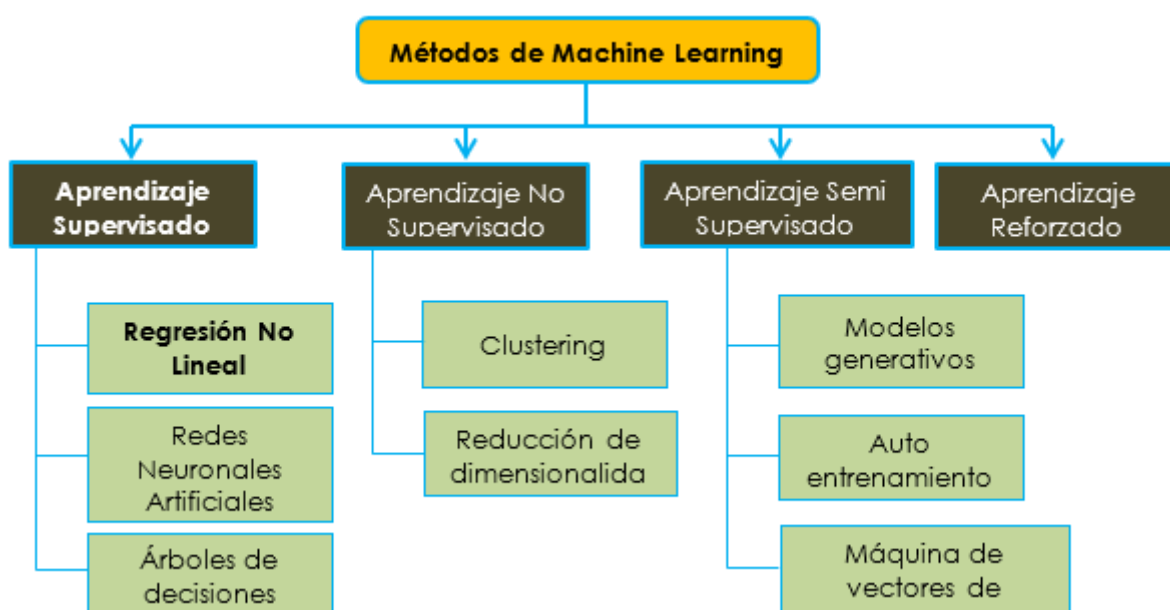 Métodos de Machine Learning
Aprendizaje
Supervisado
Aprendizaje No
Supervisado
Aprendizaje Semi
Supervisado
Aprendizaje
Reforzado
Regresión No
Lineal
Redes
Neuronales
Artificiales
Árboles de
decisiones
Clustering
Reducción de
dimensionalida
Modelos
generativos
Auto
entrenamiento
Máquina de
vectores de